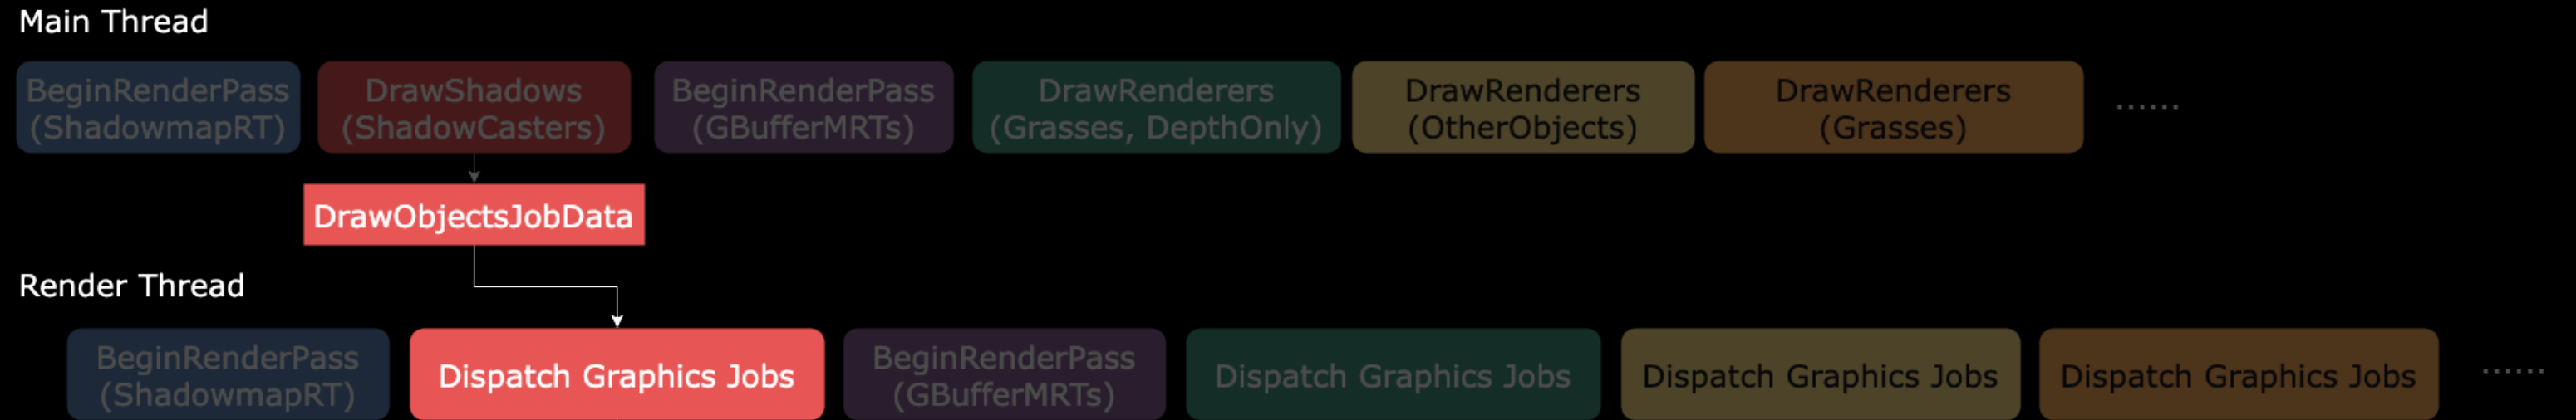 Main Thread
BeginRenderPass
(ShadowmapRT)
DrawShadows
(ShadowCasters)
BeginRenderPass
(GBufferMRTs)
DrawRenderers
(Grasses, DepthOnly)
DrawRenderers
(OtherObjects)
DrawRenderers
(Grasses)
......
DrawObjectsJobData
Render Thread
BeginRenderPass
(ShadowmapRT)
Dispatch Graphics Jobs
BeginRenderPass
(GBufferMRTs)
Dispatch Graphics Jobs
Dispatch Graphics Jobs
Dispatch Graphics Jobs
......